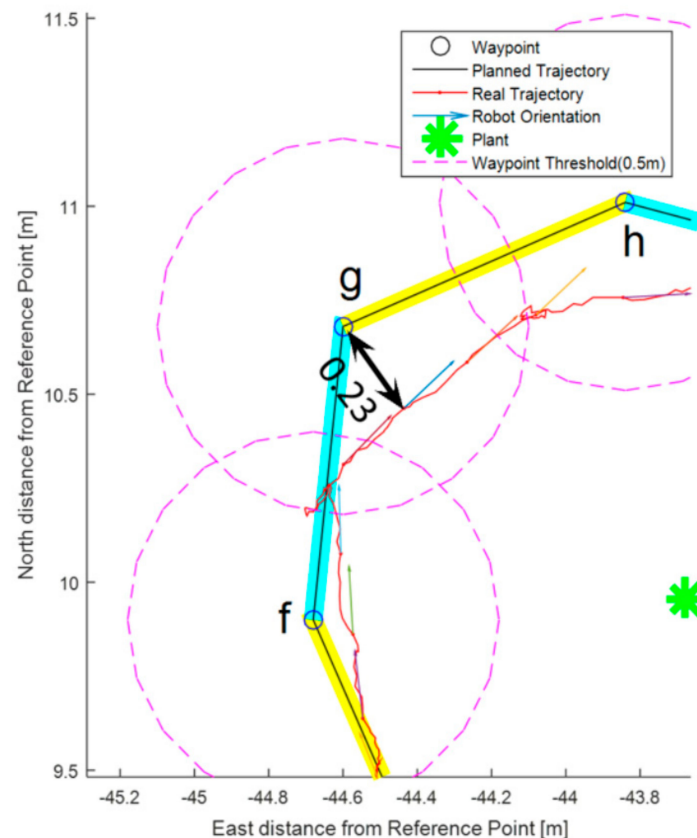 11.5
Waypoint
Planned Trajectory
Real Trajectory
Robot Orientation
Plant
Waypoint Threshold(0.5m)
11
h
g
0.23
10.5
North distance from Reference Point [m]
10
f
9.5
-45.2 -45 -44.8 -44.6 -44.4 -44.2 -44 -43.8
East distance from Reference Point [m]